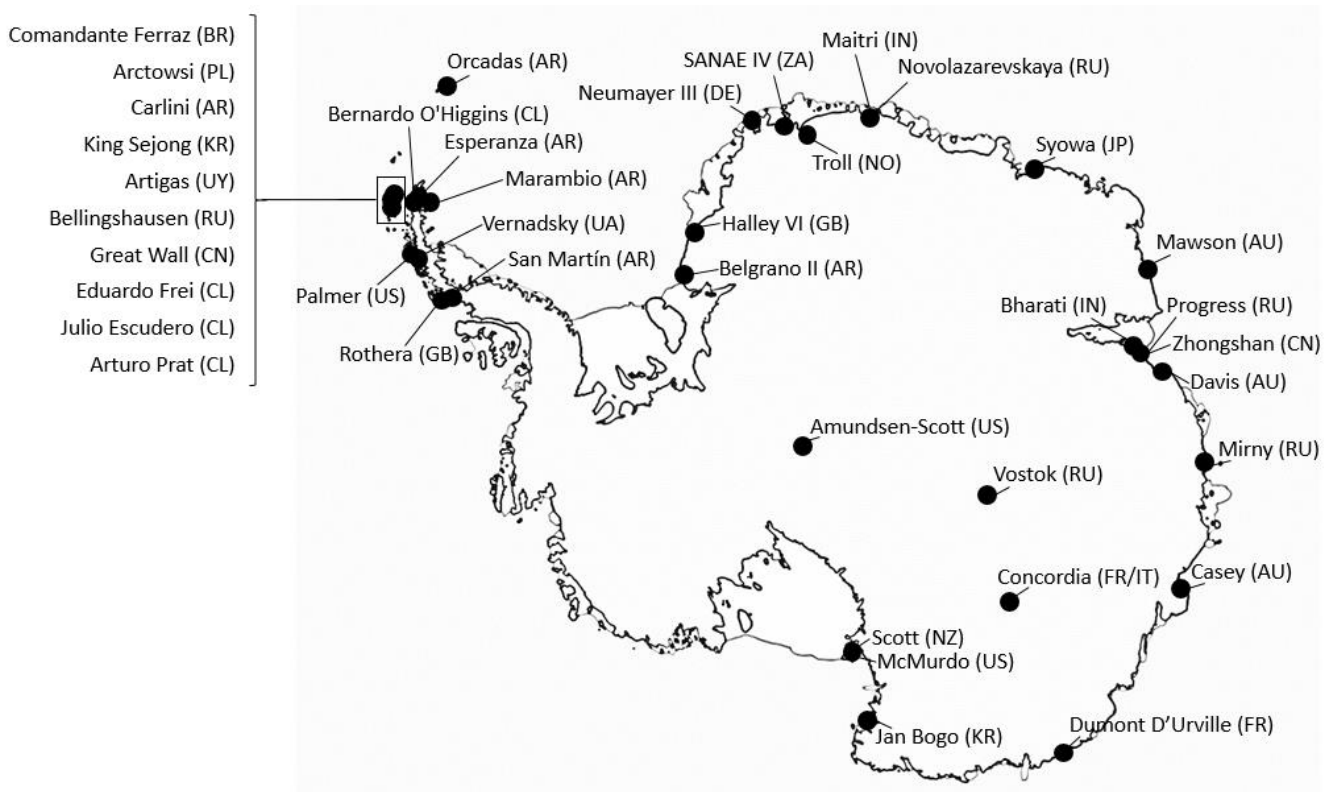 Comandante Ferraz (BR)
Arctowsi (PL)
Carlini (AR)
King Sejong (KR)
Artigas (UY)
Bellingshausen (RU)
Great Wall (CN)
Eduardo Frei (CL)
Julio Escudero (CL)
Arturo Prat (CL)
Orcadas (AR)
Bernardo O'Higgins (CL)
Esperanza (AR)
Marambio (AR)
Vernadsky (UA)
San Martín (AR)
Palmer (US)
Rothera (GB)
Neumayer III (DE)
SANAE IV (ZA)
Maitri (IN)
Novolazarevskaya (RU)
Troll (NO)
Syowa (JP)
Halley VI (GB)
Belgrano II (AR)
Mawson (AU)
Bharati (IN)
Progress (RU)
Zhongshan (CN)
Davis (AU)
Amundsen-Scott (US)
Mirny (RU)
Vostok (RU)
Concordia (FR/IT)
Casey (AU)
Scott (NZ)
McMurdo (US)
Jan Bogo (KR)
Dumont D’Urville (FR)